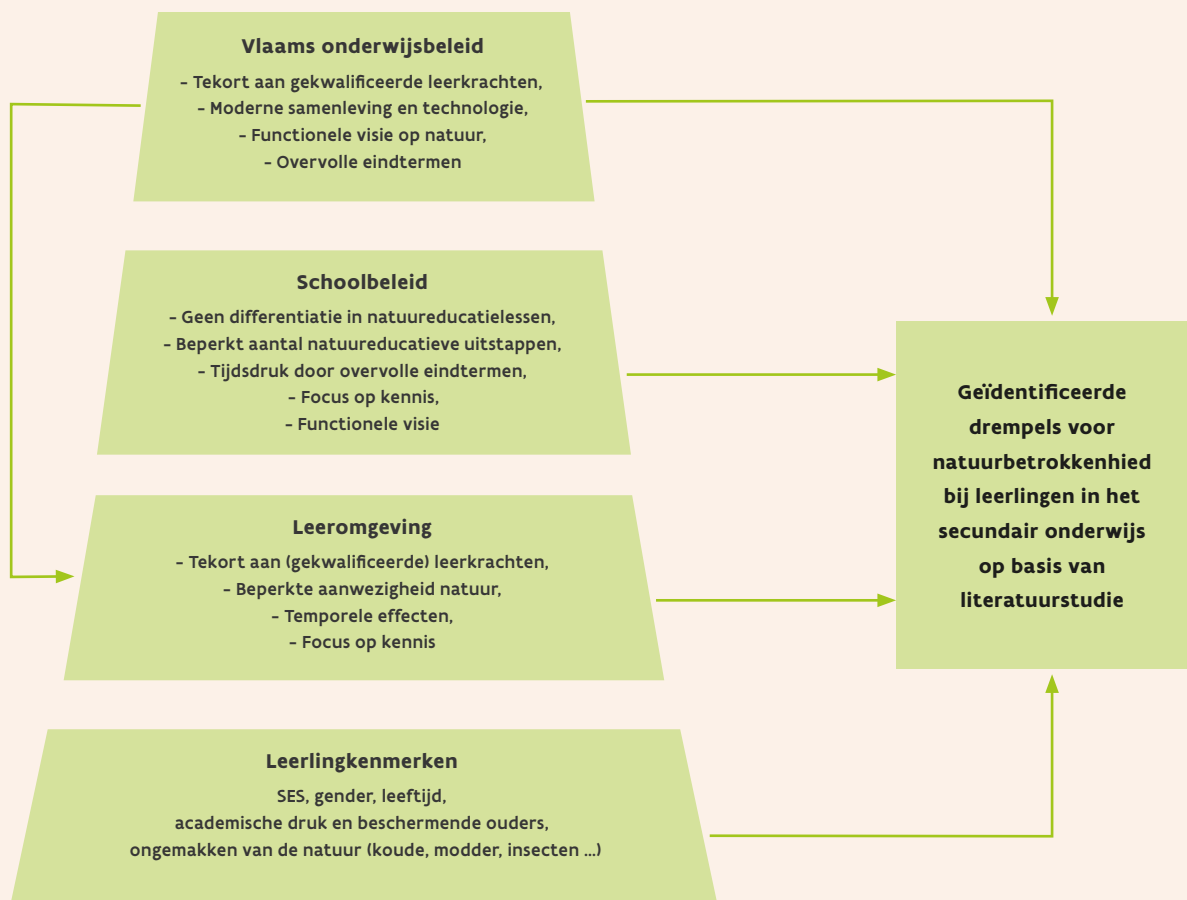 Vlaams onderwijsbeleid
- Tekort aan gekwalificeerde leerkrachten,
- Moderne samenleving en technologie,
- Functionele visie op natuur,
- Overvolle eindtermen
Schoolbeleid
- Geen differentiatie in natuureducatielessen,
- Beperkt aantal natuureducatieve uitstappen,
- Tijdsdruk door overvolle eindtermen,
- Focus op kennis,
- Functionele visie
Leeromgeving
- Tekort aan (gekwalificeerde) leerkrachten,
- Beperkte aanwezigheid natuur,
- Temporele effecten,
- Focus op kennis
Leerlingkenmerken
SES, gender, leeftijd,
academische druk en beschermende ouders,
ongemakken van de natuur (koude, modder, insecten ...)
Geïdentificeerde
drempels voor
natuurbetrokkenhied
bij leerlingen in het
secundair onderwijs
op basis van
literatuurstudie